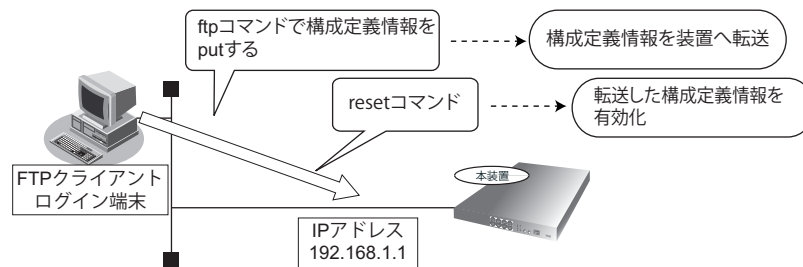 ftpコマンドで構成定義情報を
putする
構成定義情報を装置へ転送
resetコマンド
転送した構成定義情報を
有効化
FTPクライアント
ログイン端末
本装置
IPアドレス
192.168.1.1